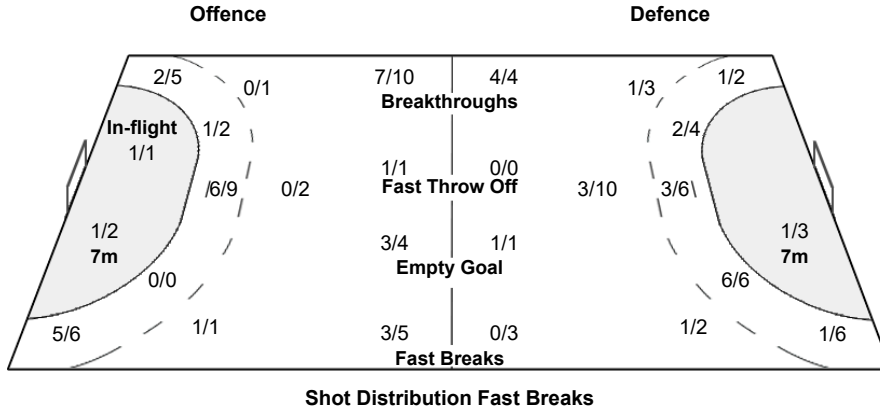 Offence Defence
2/5 0/1 7/10 4/4 1/3 1/2
Breakthroughs
In-flight 1/2 2/4
1/1
1/1 0/0
6/9 0/2 Fast Throw Off 3/10 3/6
1/2 3/4 1/1 1/3
7m Empty Goal 7m
0/0 6/6
5/6 1/1 3/5 0/3 1/2 1/6
Fast Breaks
Shot Distribution Fast Breaks